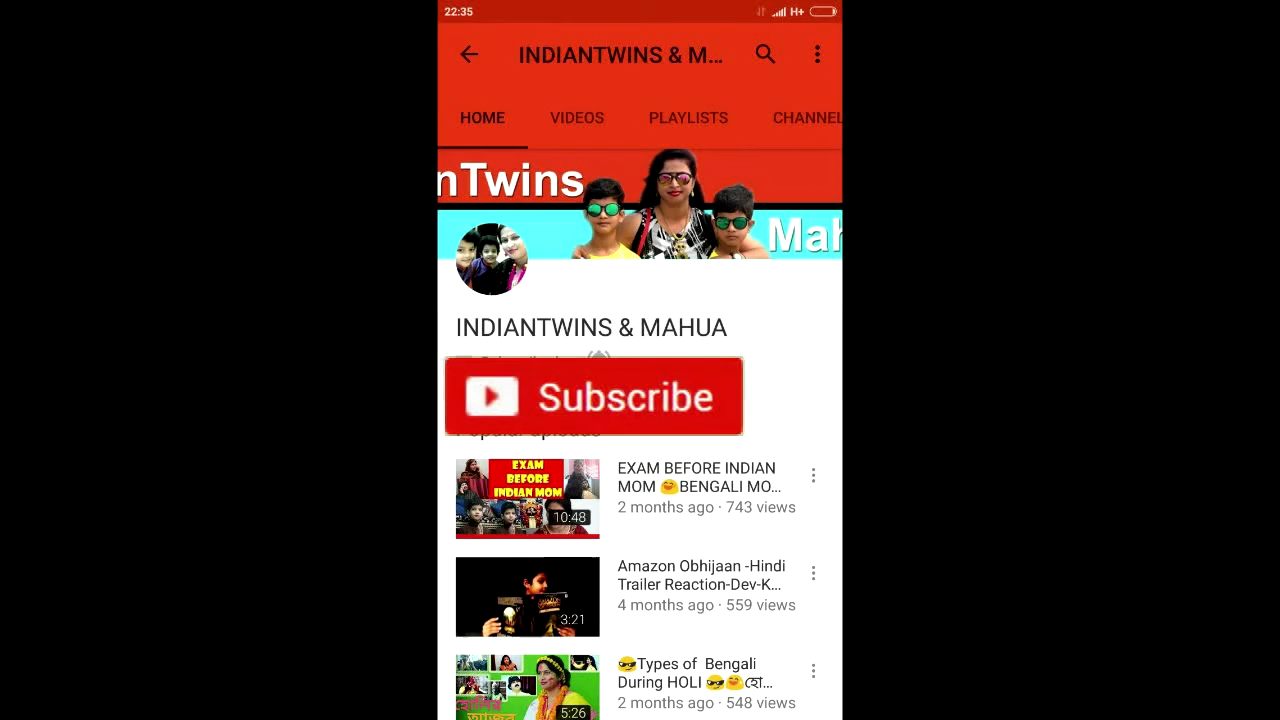 22:35
H+
INDIANTWINS & M...
HOME
VIDEOS
PLAYLISTS
CHANNEL
nTwins
Mah
INDIANTWINS & MAHUA
Subscribe
Popular uploads
EXAM
BEFORE
INDIAN MOM
10:48
EXAM BEFORE INDIAN
MOM 😄BENGALI MO...
2 months ago · 743 views
3:21
Amazon Obhijaan -Hindi
Trailer Reaction-Dev-K...
4 months ago · 559 views
5:26
😎Types of Bengali
During HOLI 😎😄হো...
2 months ago · 548 views